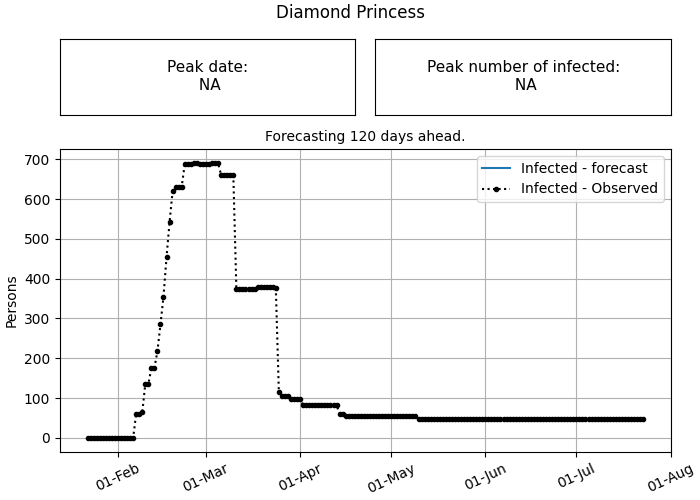 Diamond Princess
Peak date:
NA
Peak number of infected:
NA
Forecasting 120 days ahead.
Infected - forecast
Infected - Observed
Persons
700
600
500
400
300
200
100
0
01-Feb
01-Mar
01-Apr
01-May
01-Jun
01-Jul
01-Aug